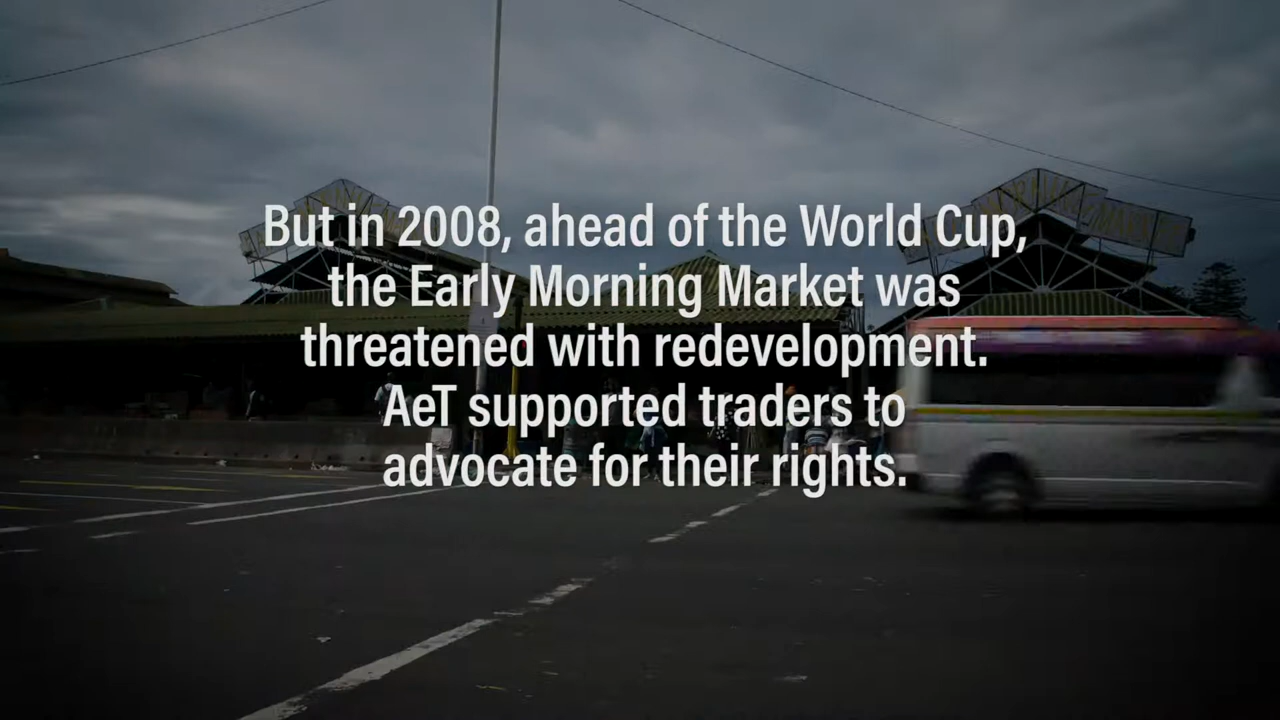 But in 2008, ahead of the World Cup,
the Early Morning Market was
threatened with redevelopment.
AeT supported traders to
advocate for their rights.